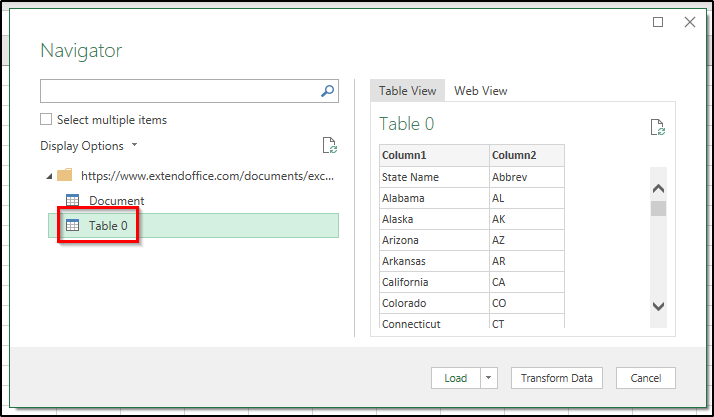 Navigator
Select multiple items
Display Options
https://www.extendoffice.com/documents/exc...
Document
Table 0
Table View Web View
Table 0
Column1 Column2
State Name Abbrev
Alabama AL
Alaska AK
Arizona AZ
Arkansas AR
California CA
Colorado CO
Connecticut CT
Load Transform Data Cancel